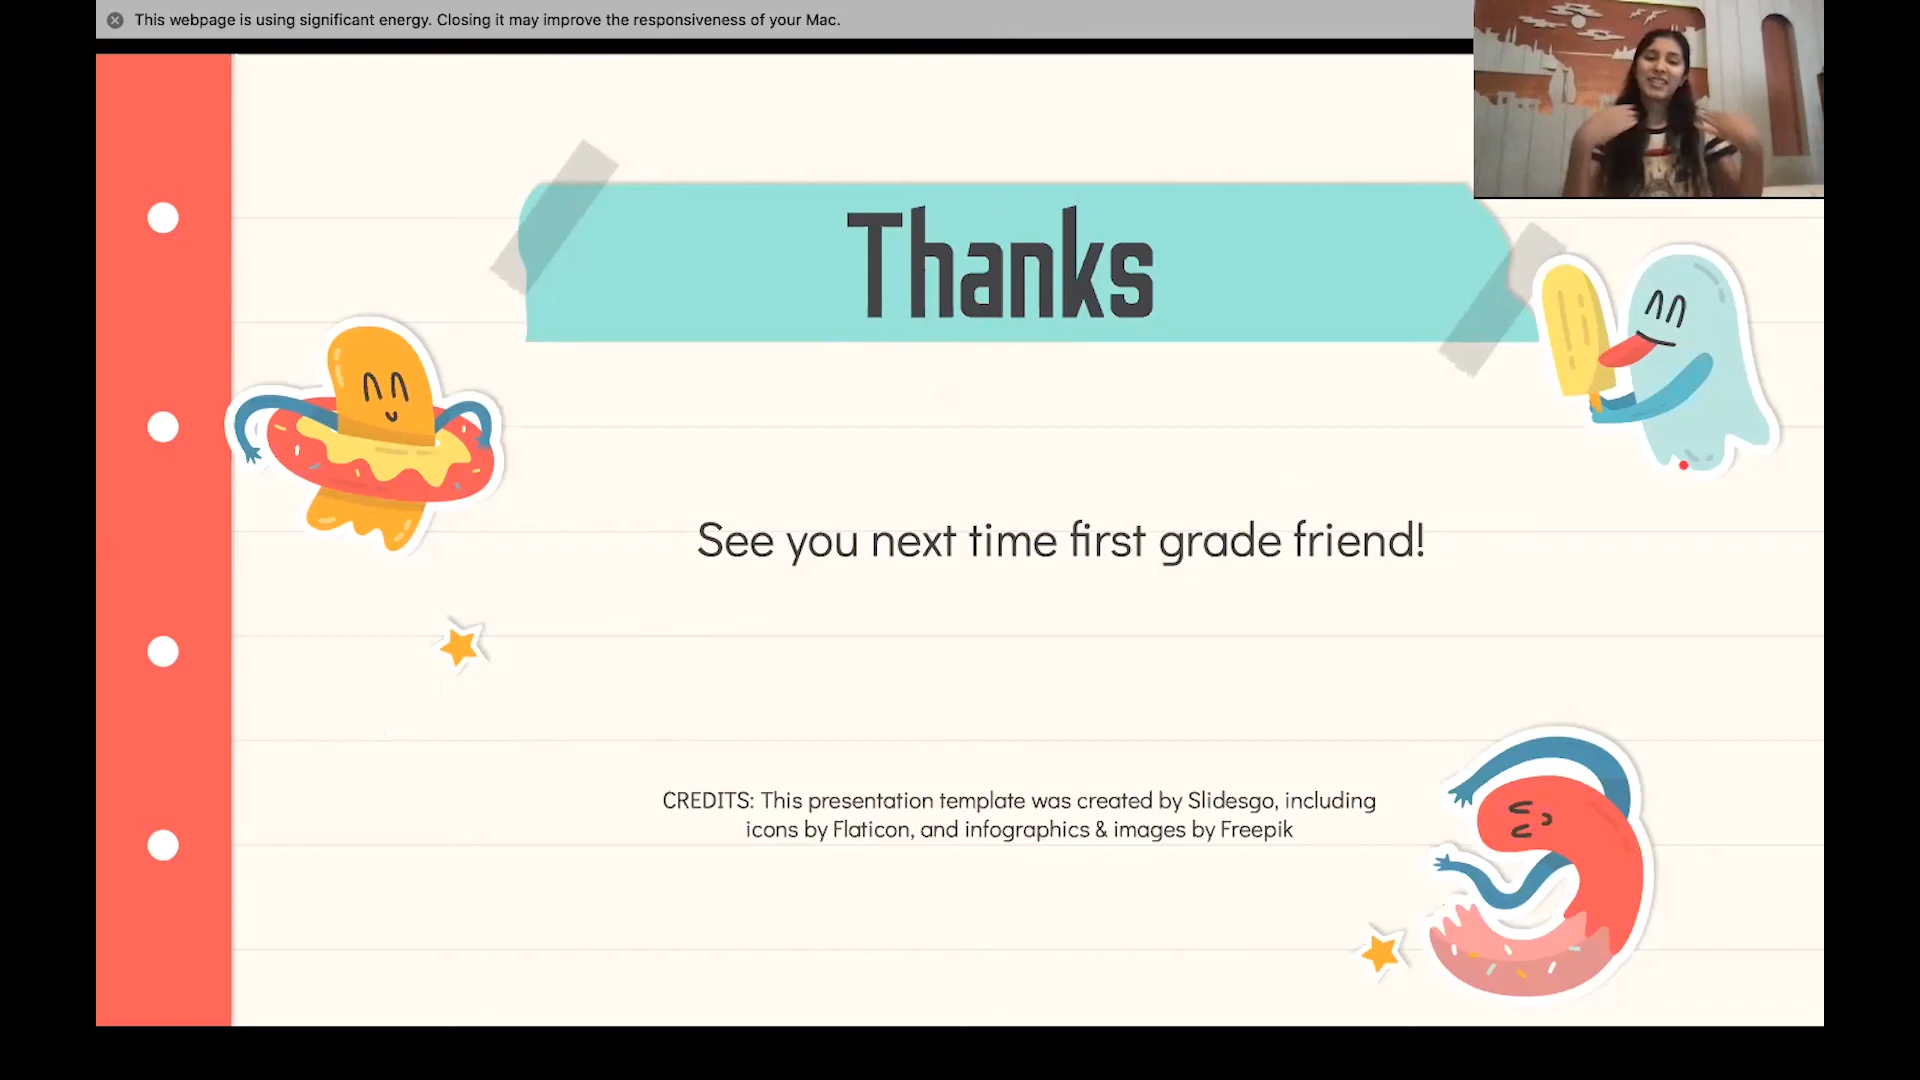 This webpage is using significant energy. Closing it may improve the responsiveness of your Mac.
Thanks
See you next time first grade friend!
CREDITS: This presentation template was created by Slidesgo, including
icons by Flaticon, and infographics & images by Freepik